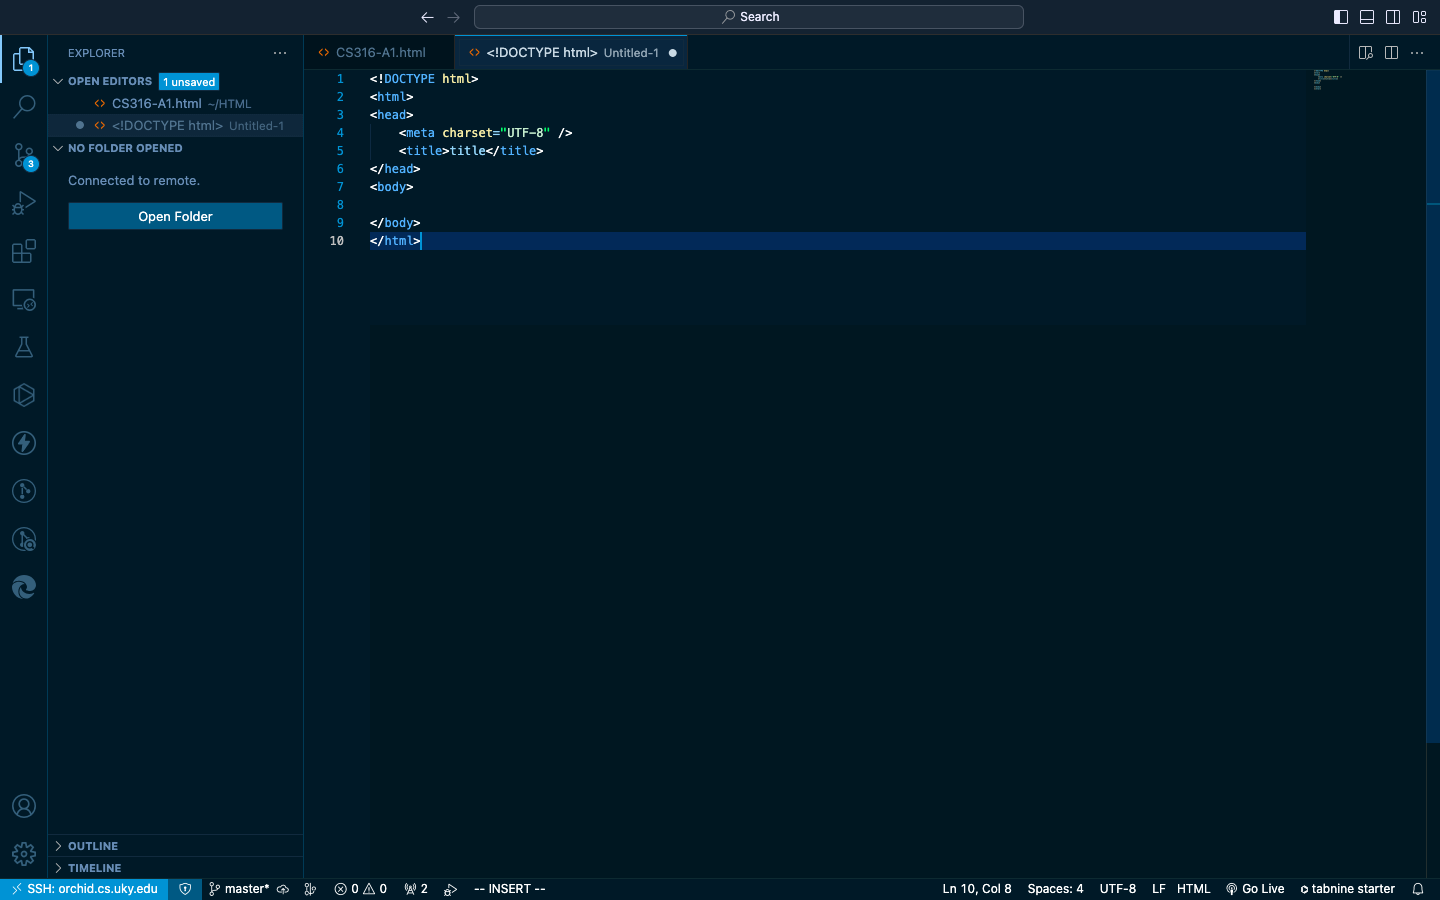 Search
EXPLORER
OPEN EDITORS 1 unsaved
CS316-A1.html ~/HTML
<!DOCTYPE html> Untitled-1
NO FOLDER OPENED
Connected to remote.
Open Folder
OUTLINE
TIMELINE
1
3
CS316-A1.html
<!DOCTYPE html> Untitled-1
1 <!DOCTYPE html>
2 <html>
3 <head>
4 <meta charset="UTF-8" />
5 <title>title</title>
6 </head>
7 <body>
8
9 </body>
10 </html>
SSH: orchid.cs.uky.edu master* 0 0 2 -- INSERT -- Ln 10, Col 8 Spaces: 4 UTF-8 LF HTML Go Live tabnine starter